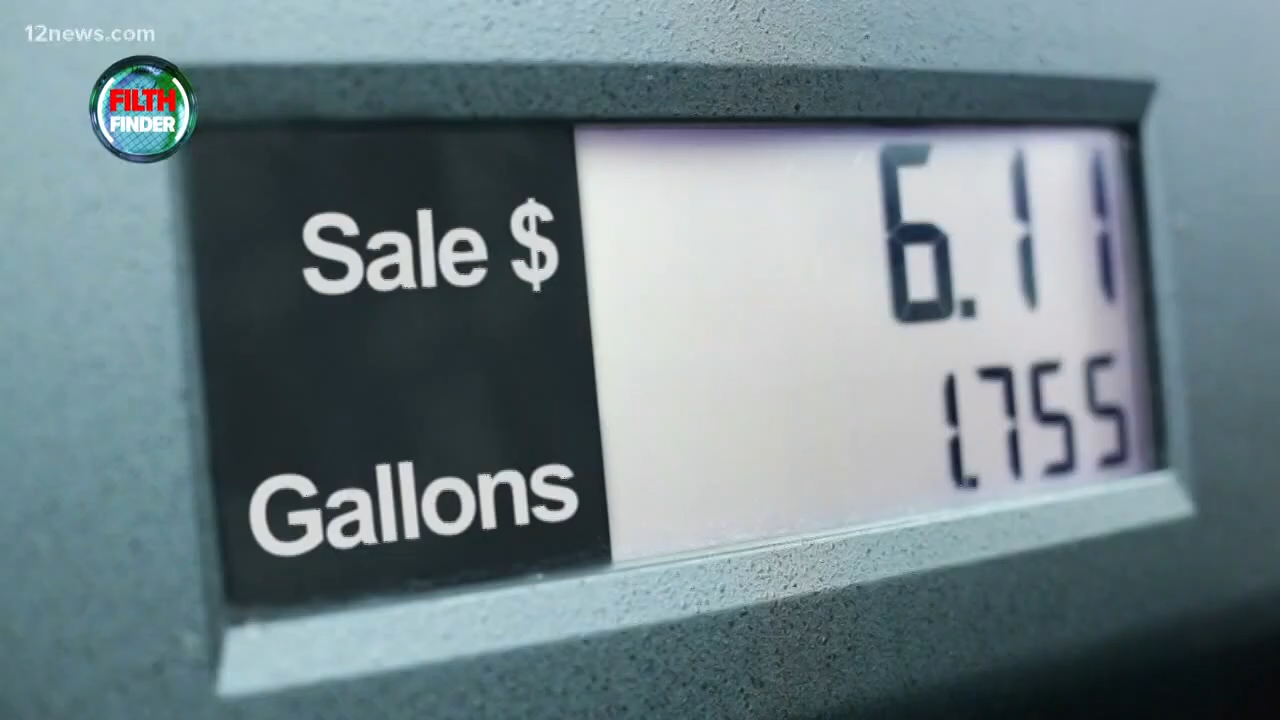 12news.com
FILTH
FINDER
Sale $ 6.11
Gallons 1.755